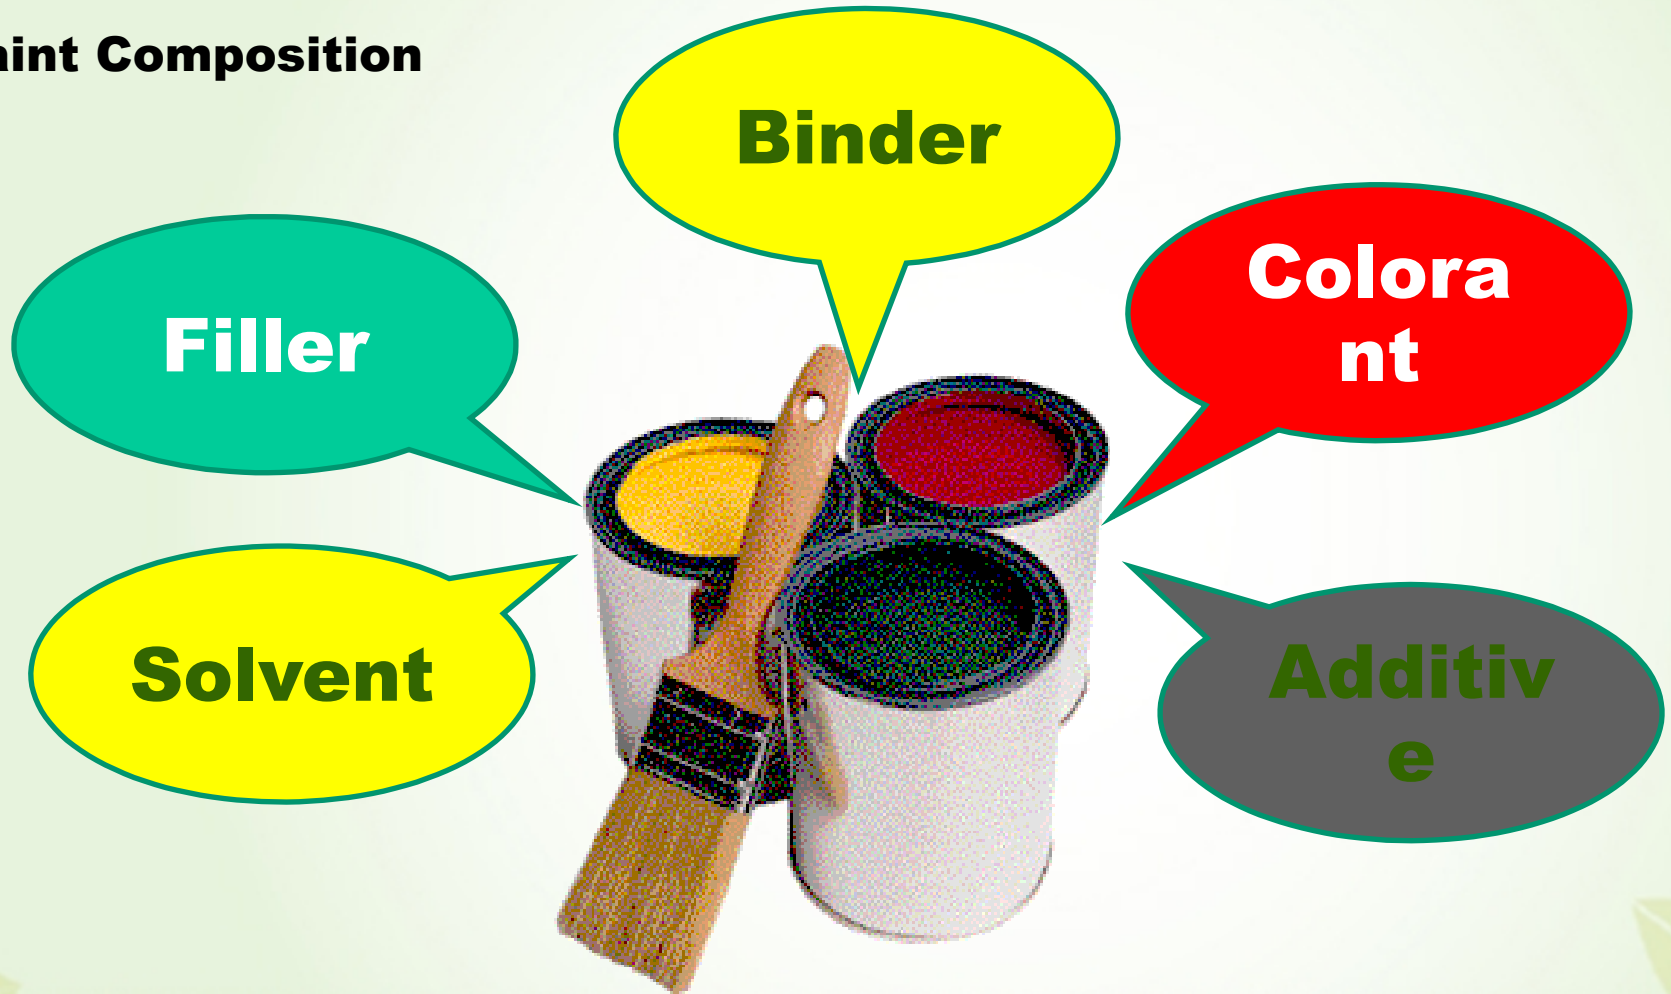 aint Composition
Binder
Colora
nt
Filler
Solvent
Additiv
e